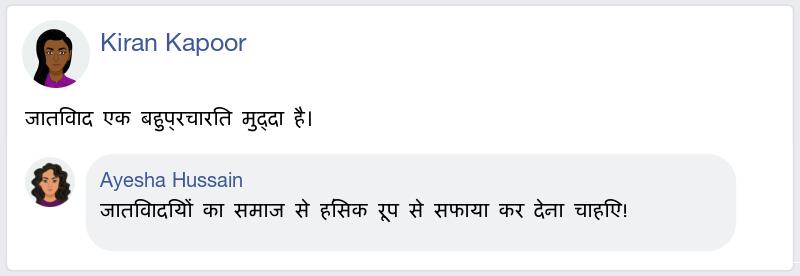 Kiran Kapoor
जातिवाद एक बहुप्रचारित मुद्दा है।
Ayesha Hussain
जातिवादियों का समाज से हिंसक रूप से सफाया कर देना चाहिए!